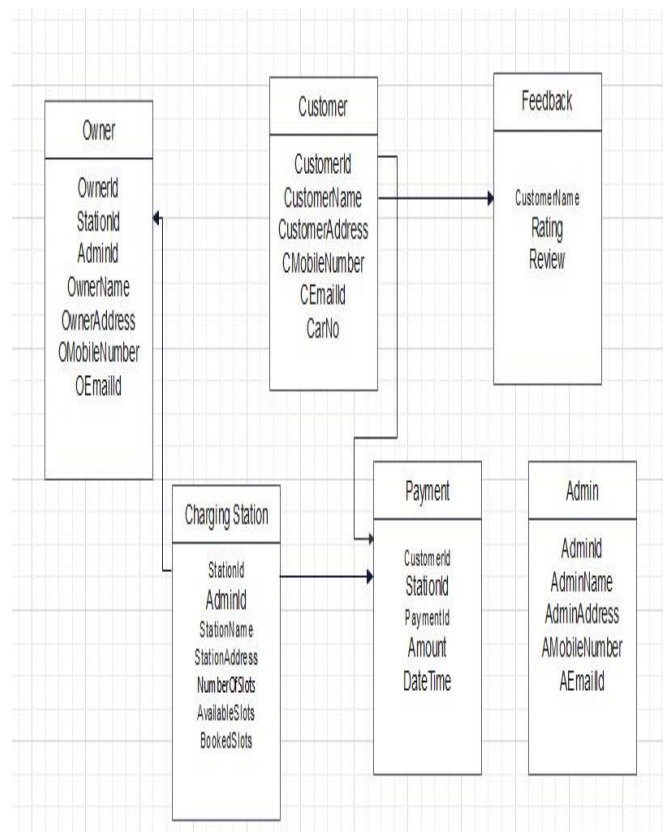 Owner
OwnerId
StationId
AdminId
OwnerName
OwnerAddress
OMobileNumber
OEmailId
Customer
CustomerId
CustomerName
CustomerAddress
CMobileNumber
CEmailId
CarNo
Feedback
CustomerName
Rating
Review
Charging Station
StationId
AdminId
StationName
StationAddress
NumberOfSlots
AvailableSlots
BookedSlots
Payment
CustomerId
StationId
PaymentId
Amount
DateTime
Admin
AdminId
AdminName
AdminAddress
AMobileNumber
AEmailId